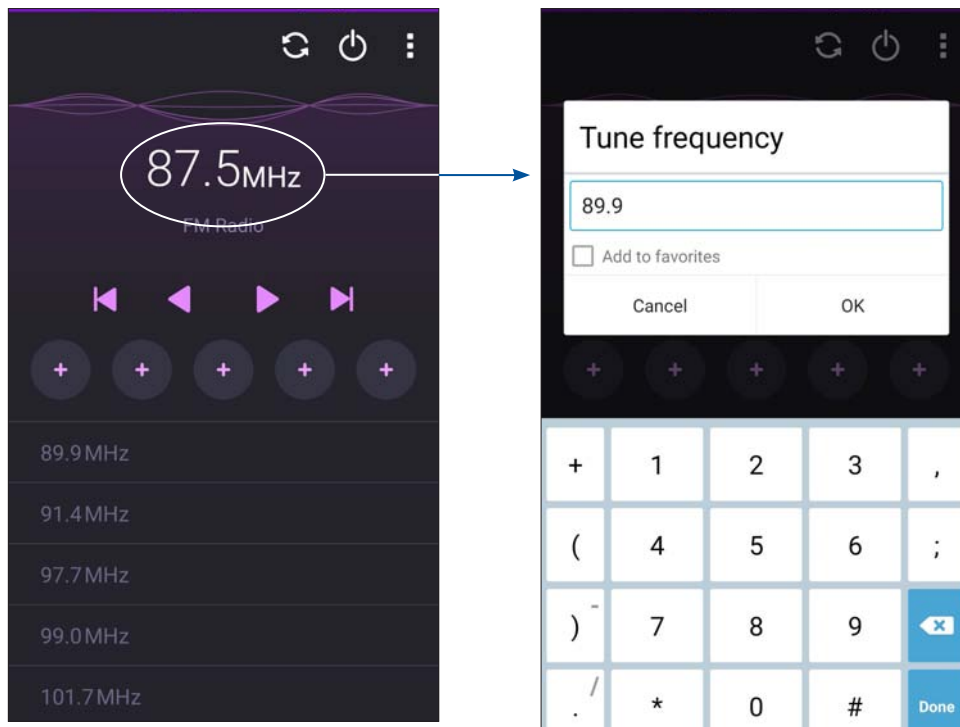 87.5MHz
FM Radio
+ + + + +
89.9MHz
91.4MHz
97.7MHz
99.0MHz
101.7MHz
Tune frequency
89.9
Add to favorites
Cancel OK
+ + + + +
+ 1 2 3 ,
( 4 5 6 ;
) - 7 8 9
. / * 0 # Done